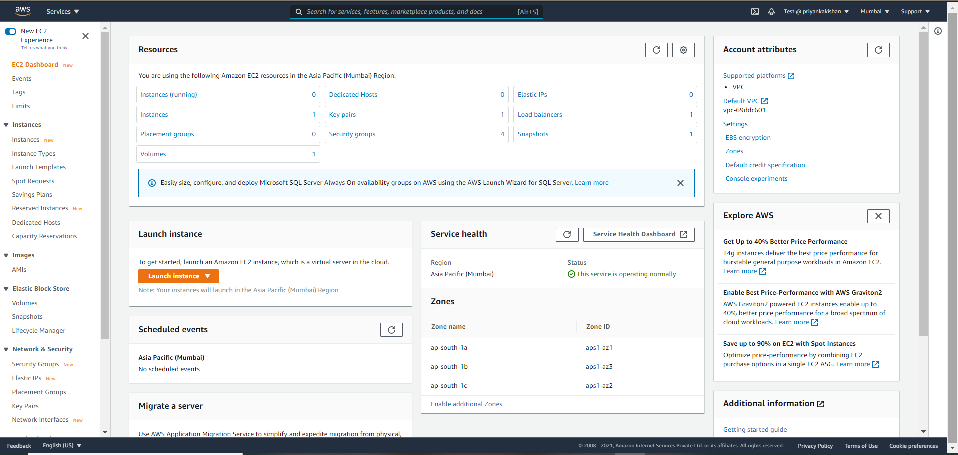 aws
Services
Search for services, features, marketplace products, and docs
[Alt+S]
Test @ priyankakishan
Mumbai
Support
New EC2
Experience
Tell us what you think
EC2 Dashboard New
Events
Tags
Limits
Instances
Instances New
Instance Types
Launch Templates
Spot Requests
Savings Plans
Reserved Instances New
Dedicated Hosts
Capacity Reservations
Images
AMIs
Elastic Block Store
Volumes
Snapshots
Lifecycle Manager
Network & Security
Security Groups New
Elastic IPs New
Placement Groups
Key Pairs
Network Interfaces New
Resources
You are using the following Amazon EC2 resources in the Asia Pacific (Mumbai) Region:
Instances (running) 0
Dedicated Hosts 0
Elastic IPs 0
Instances 1
Key pairs 1
Load balancers 1
Placement groups 0
Security groups 4
Snapshots 1
Volumes 1
Easily size, configure, and deploy Microsoft SQL Server Always On availability groups on AWS using the AWS Launch Wizard for SQL Server. Learn more
Launch instance
To get started, launch an Amazon EC2 instance, which is a virtual server in the cloud.
Launch instance
Note: Your instances will launch in the Asia Pacific (Mumbai) Region
Scheduled events
Asia Pacific (Mumbai)
No scheduled events
Migrate a server
Use AWS Application Migration Service to simplify and expedite migration from physical,
Service health
Service Health Dashboard
Region
Status
Asia Pacific (Mumbai)
This service is operating normally
Zones
Zone name
Zone ID
ap-south-1a
aps1-az1
ap-south-1b
aps1-az3
ap-south-1c
aps1-az2
Enable additional Zones
Account attributes
Supported platforms
VPC
Default VPC
Settings
EBS encryption
Zones
Default credit specification
Console experiments
Explore AWS
Get Up to 40% Better Price Performance
T4g instances deliver the best price performance for
burstable general purpose workloads in Amazon EC2.
Learn more
Enable Best Price-Performance with AWS Graviton2
AWS Graviton2 powered EC2 instances enable up to
40% better price performance for a broad spectrum of
cloud workloads. Learn more
Save up to 90% on EC2 with Spot Instances
Optimize price-performance by combining EC2
purchase options in a single EC2 ASG. Learn more
Additional information
Getting started guide
Feedback
English (US)
© 2008 - 2021, Amazon Internet Services Private Ltd. or its affiliates. All rights reserved.
Privacy Policy
Terms of Use
Cookie preferences